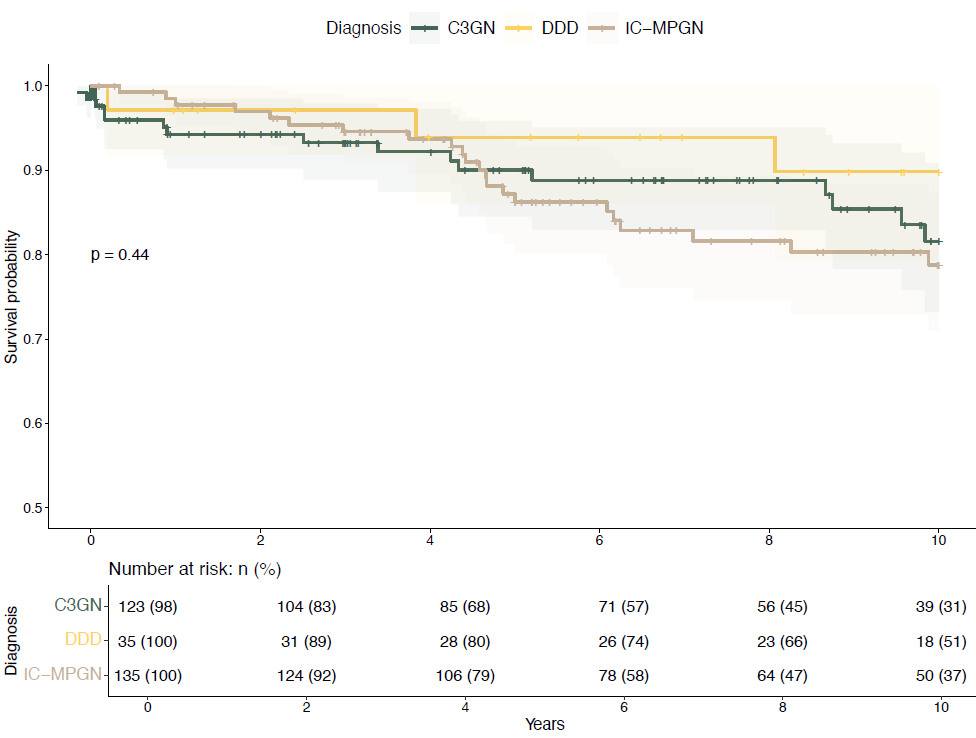 Diagnosis C3GN DDD IC−MPGN
Survival probability
1.0
0.9
0.8
0.7
0.6
0.5
p = 0.44
0 2 4 6 8 10
Number at risk: n (%)
Diagnosis
C3GN 123 (98) 104 (83) 85 (68) 71 (57) 56 (45) 39 (31)
DDD 35 (100) 31 (89) 28 (80) 26 (74) 23 (66) 18 (51)
IC−MPGN 135 (100) 124 (92) 106 (79) 78 (58) 64 (47) 50 (37)
0 2 4 6 8 10
Years